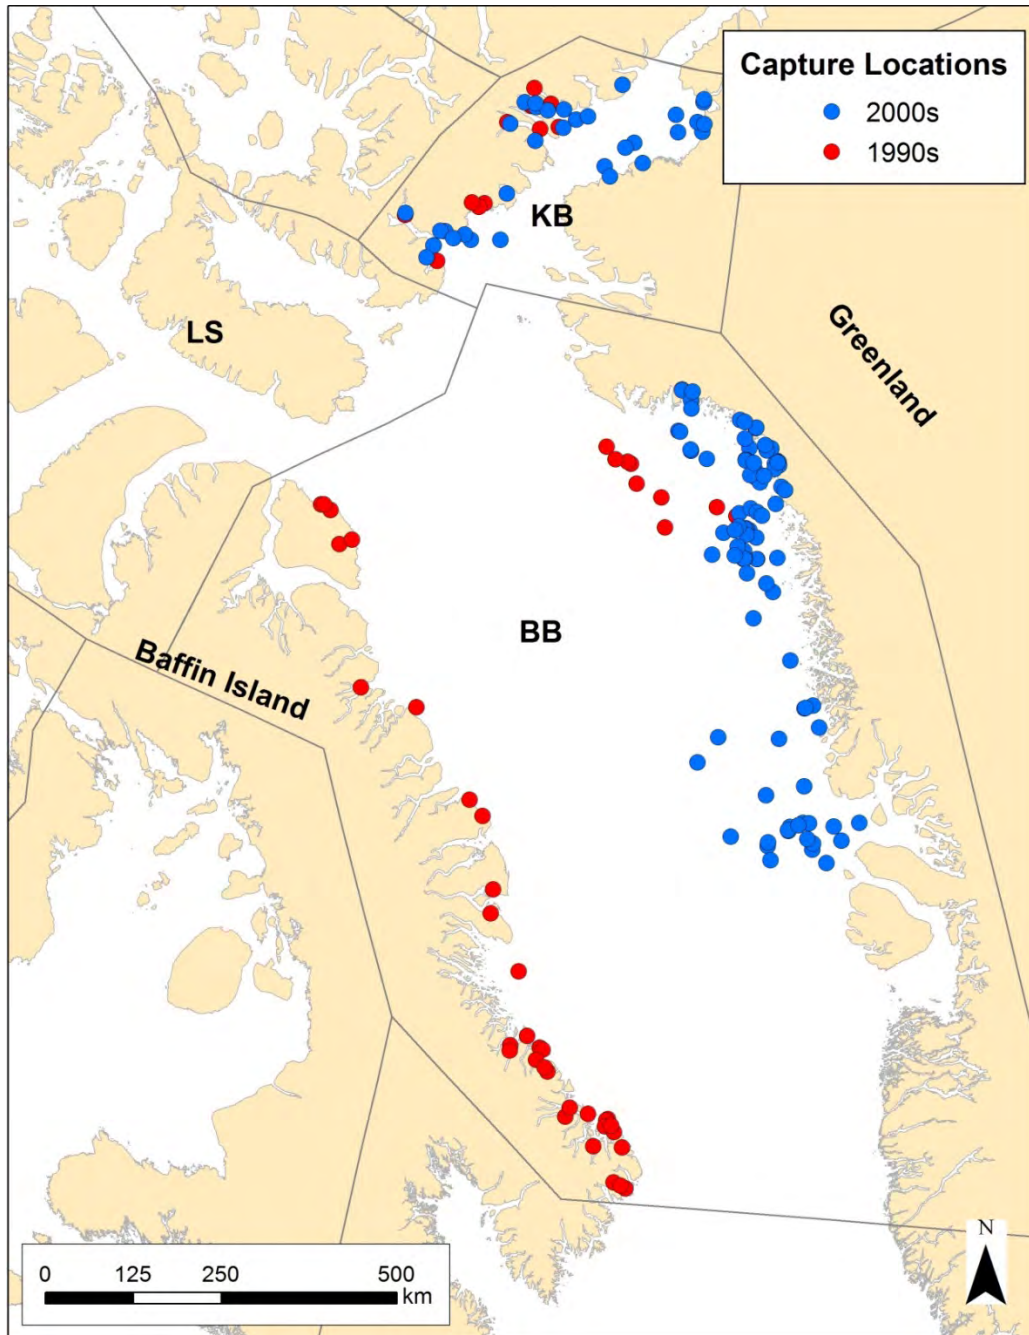 Capture Locations
2000s
1990s
KB
LS
Greenland
BB
Baffin Island
N
0 125 250 500
km